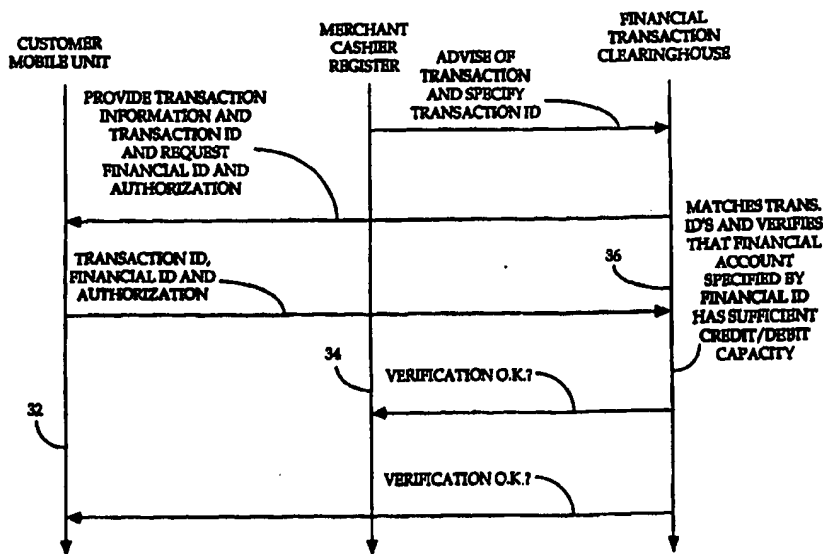 CUSTOMER
MOBILE UNIT
MERCHANT
CASHIER
REGISTER
FINANCIAL
TRANSACTION
CLEARINGHOUSE
ADVISE OF
TRANSACTION
AND SPECIFY
TRANSACTION ID
PROVIDE TRANSACTION
INFORMATION AND
TRANSACTION ID
AND REQUEST
FINANCIAL ID AND
AUTHORIZATION
TRANSACTION ID,
FINANCIAL ID AND
AUTHORIZATION
36
MATCHES TRANS.
ID'S AND VERIFIES
THAT FINANCIAL
ACCOUNT
SPECIFIED BY
FINANCIAL ID
HAS SUFFICIENT
CREDIT/DEBIT
CAPACITY
34
VERIFICATION O.K.?
32
VERIFICATION O.K.?